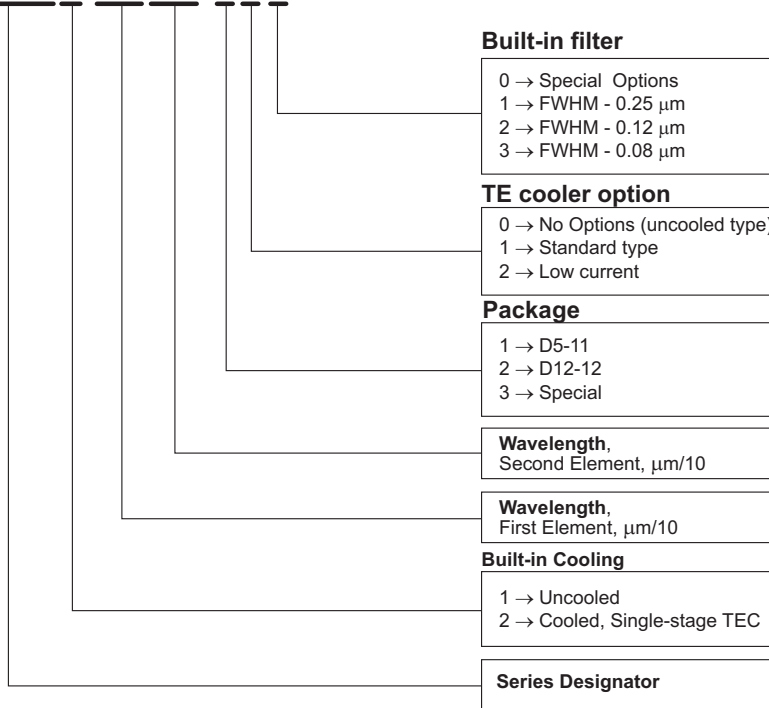 Built-in filter
0 → Special Options
1 → FWHM - 0.25 μm
2 → FWHM - 0.12 μm
3 → FWHM - 0.08 μm
TE cooler option
0 → No Options (uncooled type)
1 → Standard type
2 → Low current
Package
1 → D5-11
2 → D12-12
3 → Special
Wavelength,
Second Element, μm/10
Wavelength,
First Element, μm/10
Built-in Cooling
1 → Uncooled
2 → Cooled, Single-stage TEC
Series Designator